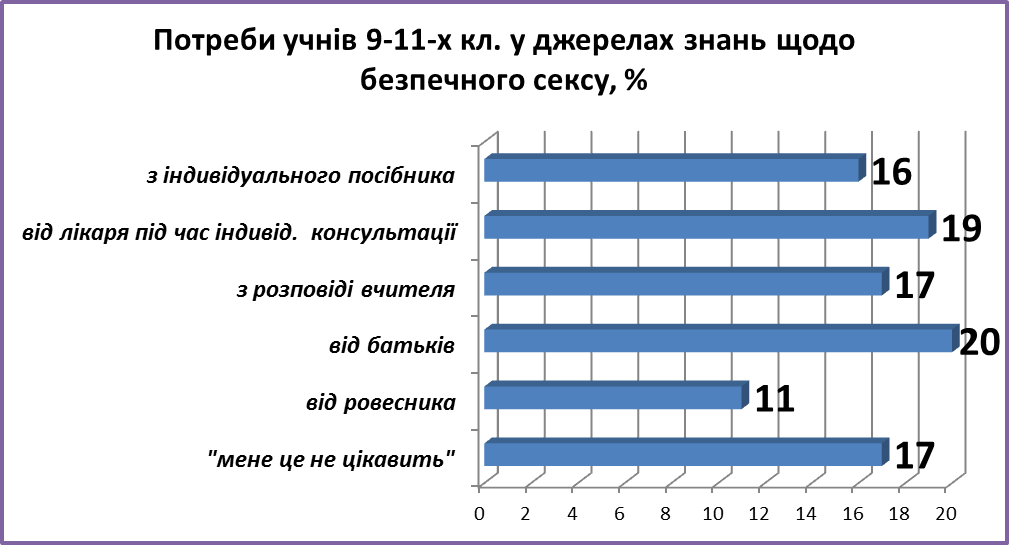 Потреби учнів 9-11-х кл. у джерелах знань щодо
безпечного сексу, %
з індивідуального посібника
16
від лікаря під час індивід.  консультації
19
з розповіді вчителя
17
від батьків
20
від ровесника
11
"мене це не цікавить"
17
0 2 4 6 8 10 12 14 16 18 20